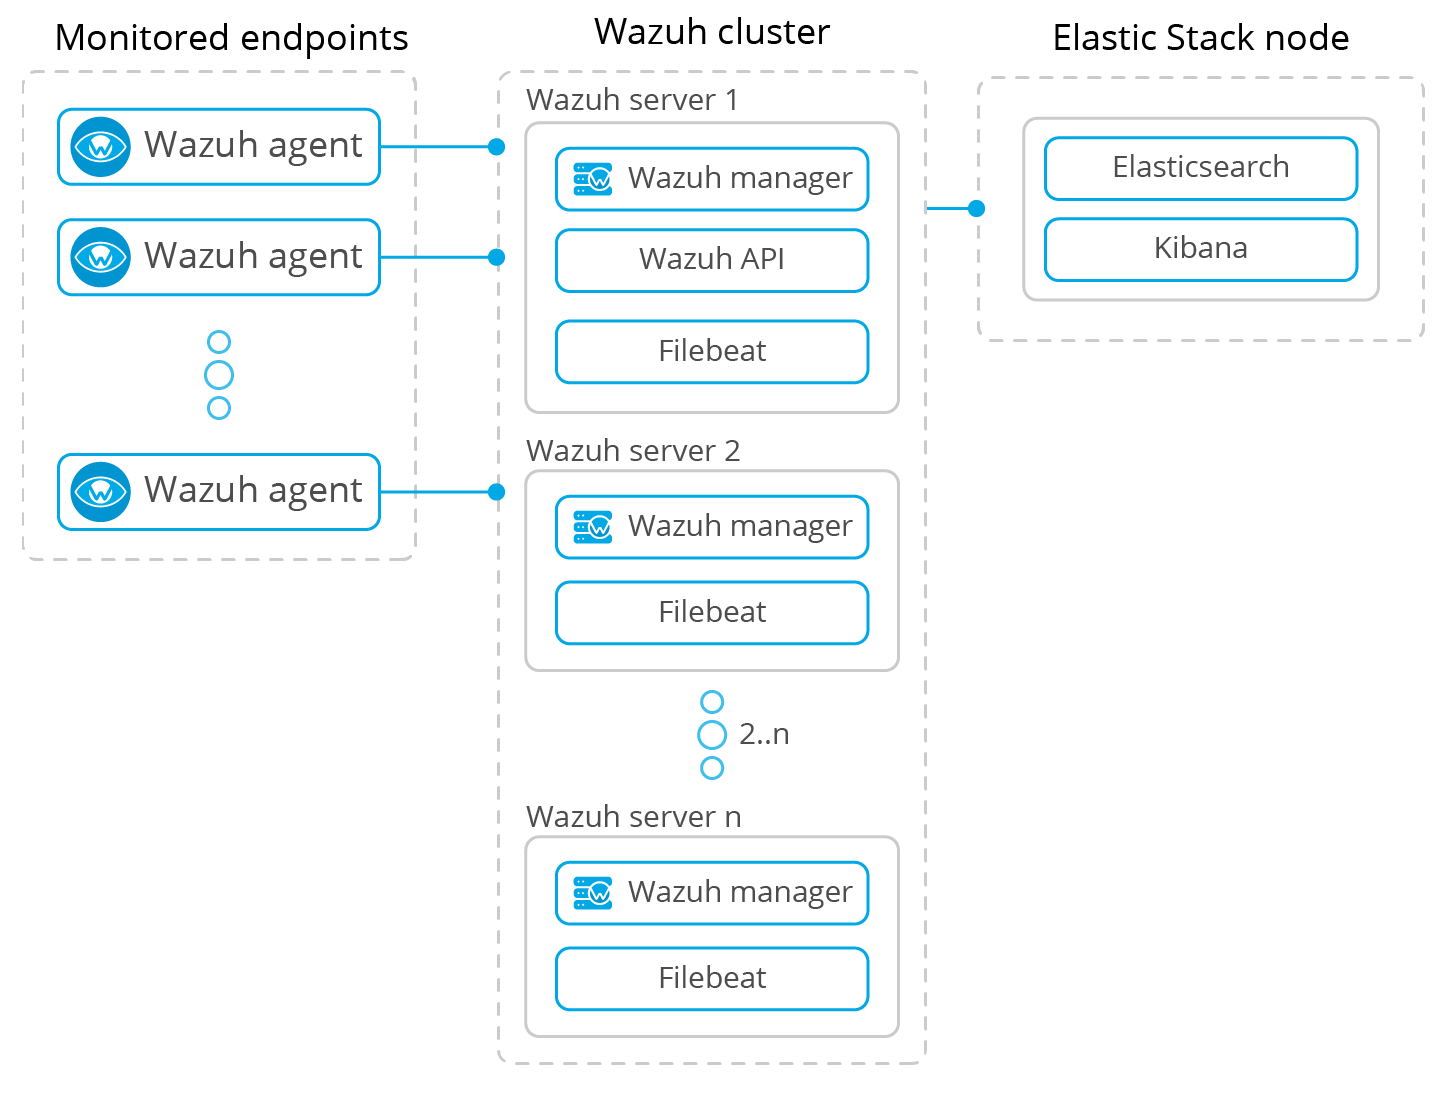 Monitored endpoints
Wazuh agent
Wazuh agent
Wazuh agent
Wazuh cluster
Wazuh server 1
Wazuh manager
Wazuh API
Filebeat
Wazuh server 2
Wazuh manager
Filebeat
2..n
Wazuh server n
Wazuh manager
Filebeat
Elastic Stack node
Elasticsearch
Kibana